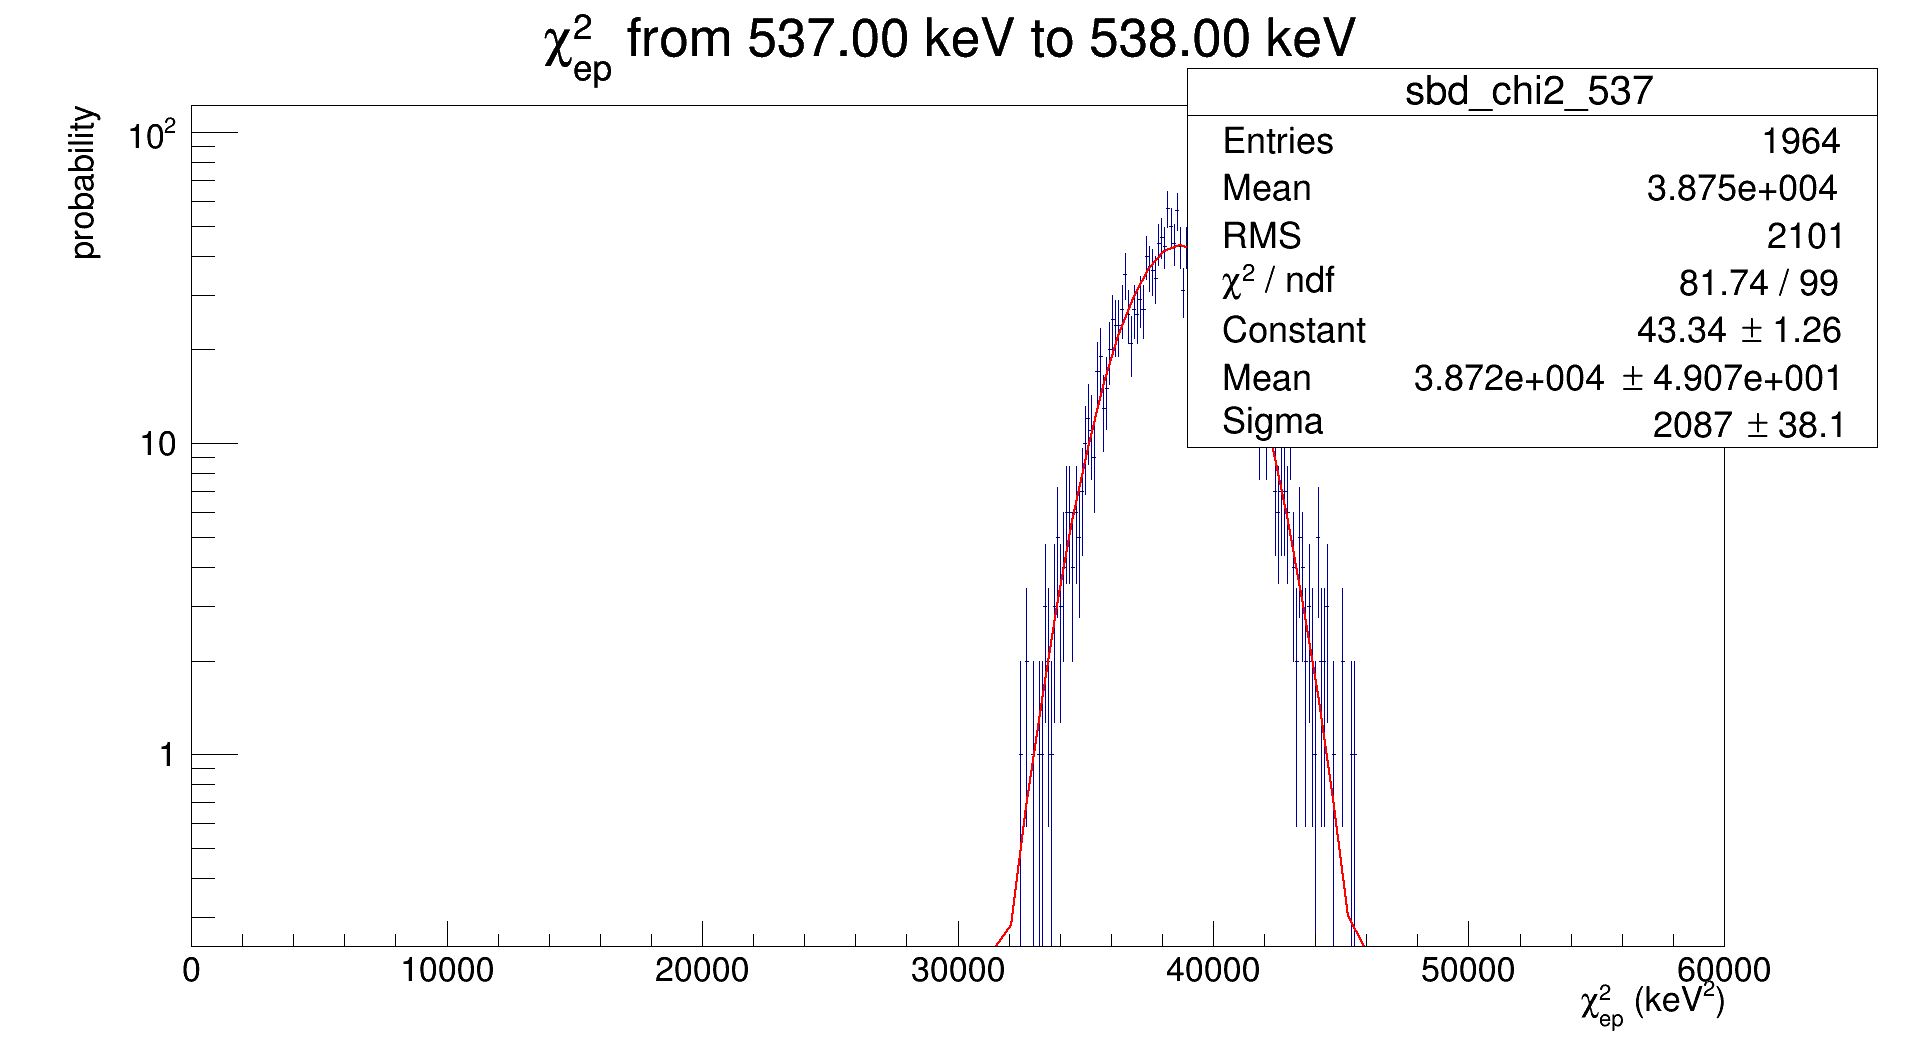 χ²ep from 537.00 keV to 538.00 keV
sbd_chi2_537
Entries 1964
Mean 3.875e+004
RMS 2101
χ² / ndf 81.74 / 99
Constant 43.34 ± 1.26
Mean 3.872e+004 ± 4.907e+001
Sigma 2087 ± 38.1
probability
10²
10
1
0 10000 20000 30000 40000 50000 60000
χ²ep (keV²)